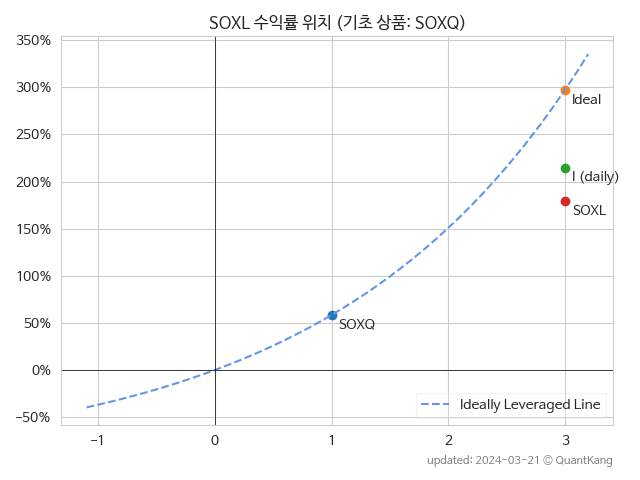 SOXL 수익률 위치 (기초 상품: SOXQ)
350%
300%
250%
200%
150%
100%
50%
0%
−50%
Ideal
I (daily)
SOXL
SOXQ
Ideally Leveraged Line
−1 0 1 2 3
updated: 2024-03-21 © QuantKang